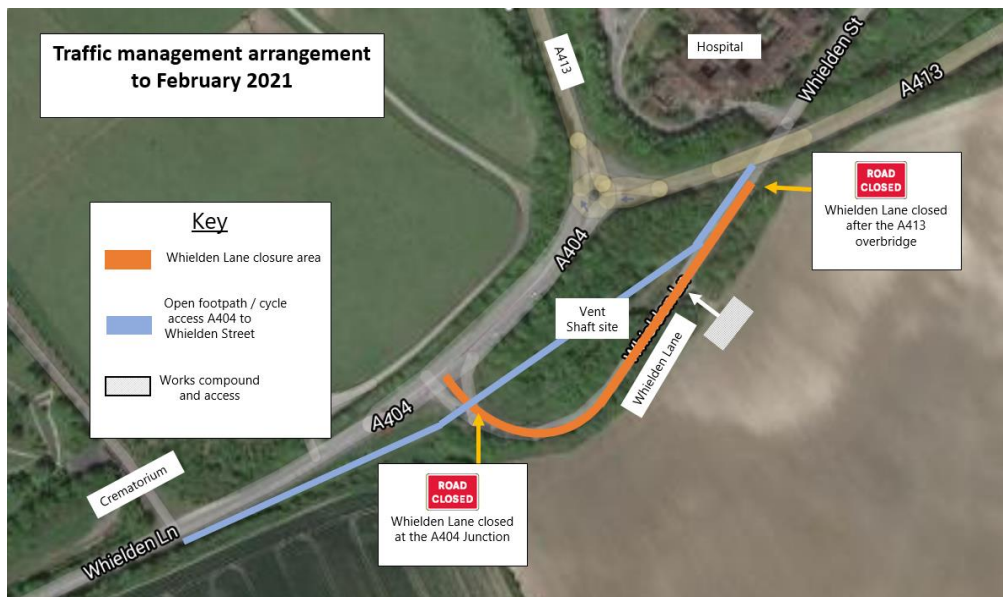 Traffic management arrangement
to February 2021
A413
Hospital
Whielden St
A413
ROAD
CLOSED
Whielden Lane closed
after the A413
overbridge
Key
Whielden Lane closure area
Open footpath / cycle
access A404 to
Whielden Street
Works compound
and access
A404
Vent
Shaft site
Whielden Ln
Whielden Lane
A404
Crematorium
Whielden Ln
ROAD
CLOSED
Whielden Lane closed
at the A404 Junction